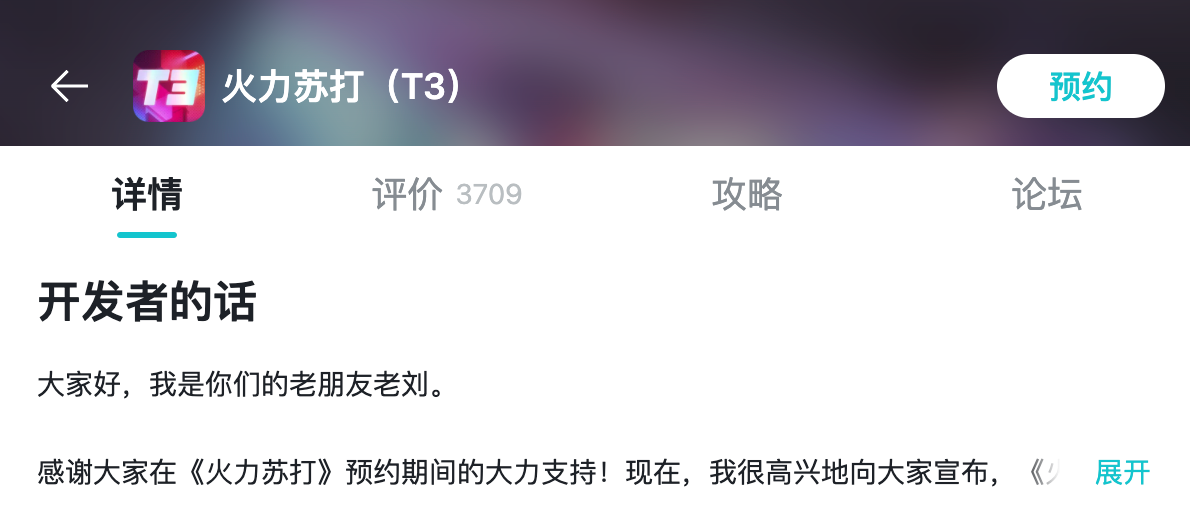 T3 火力苏打（T3） 预约
详情 评价 3709 攻略 论坛
开发者的话
大家好，我是你们的老朋友老刘。
感谢大家在《火力苏打》预约期间的大力支持！现在，我很高兴地向大家宣布，《 展开